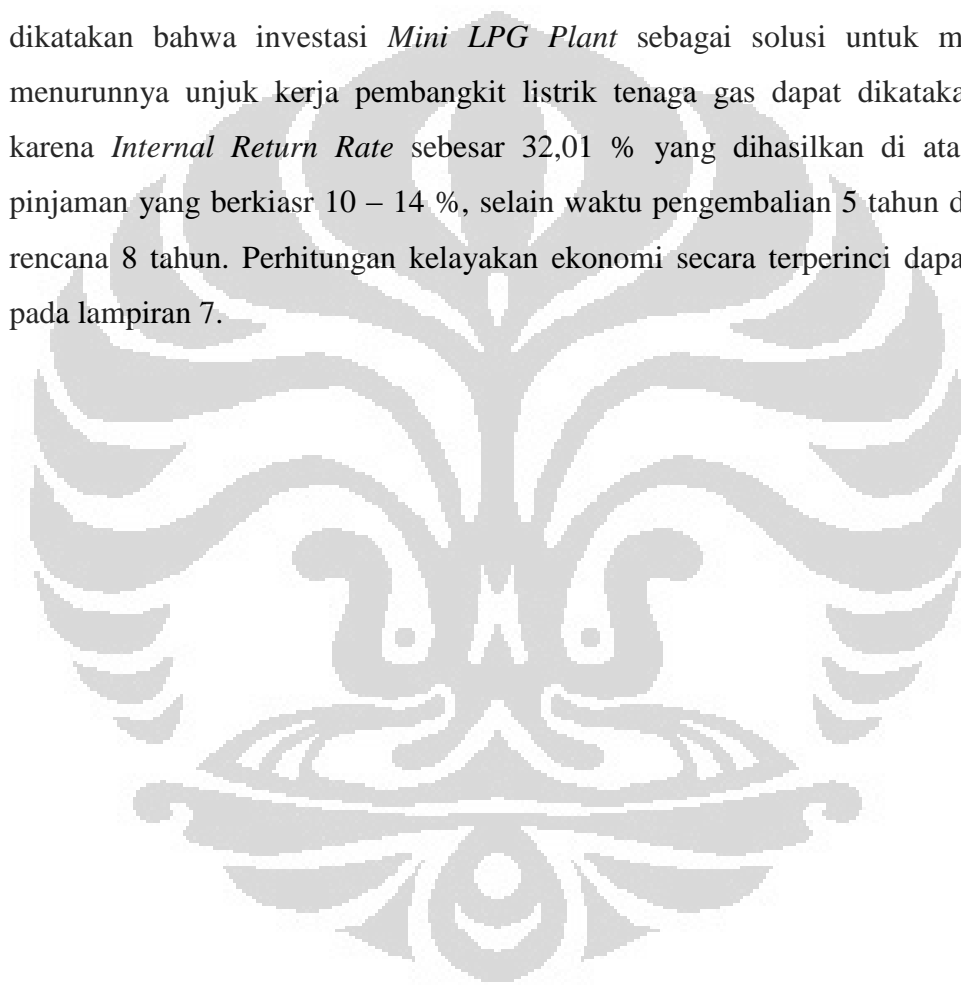 dikatakan bahwa investasi Mini LPG Plant sebagai solusi untuk m
menurunnya unjuk kerja pembangkit listrik tenaga gas dapat dikataka
karena Internal Return Rate sebesar 32,01 % yang dihasilkan di ata
pinjaman yang berkiasr 10 – 14 %, selain waktu pengembalian 5 tahun d
rencana 8 tahun. Perhitungan kelayakan ekonomi secara terperinci dapa
pada lampiran 7.